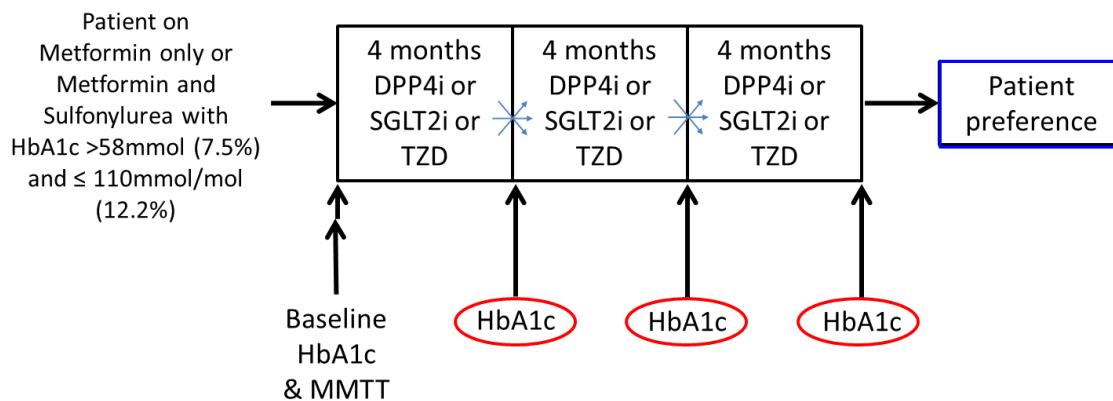 Patient on
Metformin only or
Metformin and
Sulfonylurea with
HbA1c >58mmol (7.5%)
and ≤ 110mmol/mol
(12.2%)
4 months
DPP4i or
SGLT2i or
TZD
4 months
DPP4i or
SGLT2i or
TZD
4 months
DPP4i or
SGLT2i or
TZD
Patient
preference
Baseline
HbA1c
& MMTT
HbA1c
HbA1c
HbA1c